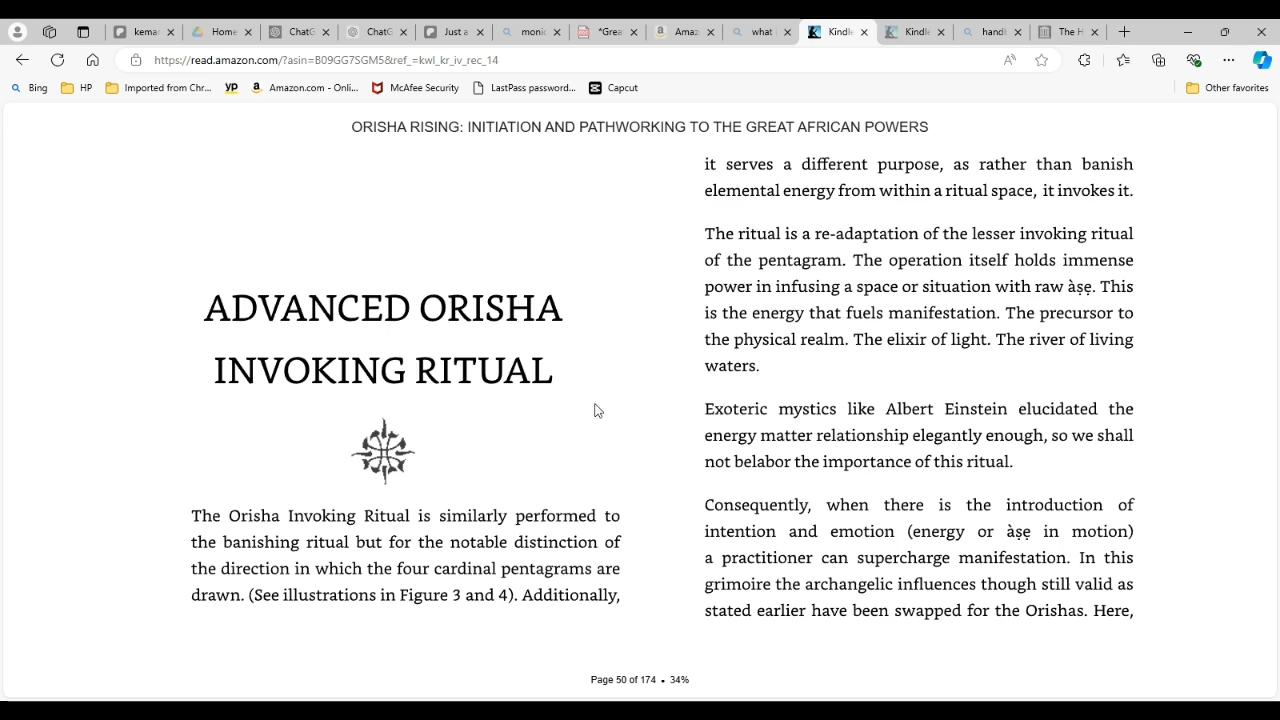 kemar
Home
ChatG
ChatG
Just a
monic
*Grea
Amaz
what
Kindle
Kindle
handl
The H
https://read.amazon.com/?asin=B09GG7SGM5&ref_=kwl_kr_iv_rec_14
Bing
HP
Imported from Chr...
yp
Amazon.com - Onli...
McAfee Security
LastPass password...
Capcut
Other favorites
ORISHA RISING: INITIATION AND PATHWORKING TO THE GREAT AFRICAN POWERS
ADVANCED ORISHA
INVOKING RITUAL
The Orisha Invoking Ritual is similarly performed to
the banishing ritual but for the notable distinction of
the direction in which the four cardinal pentagrams are
drawn. (See illustrations in Figure 3 and 4). Additionally,
it serves a different purpose, as rather than banish
elemental energy from within a ritual space, it invokes it.
The ritual is a re-adaptation of the lesser invoking ritual
of the pentagram. The operation itself holds immense
power in infusing a space or situation with raw àṣẹ. This
is the energy that fuels manifestation. The precursor to
the physical realm. The elixir of light. The river of living
waters.
Exoteric mystics like Albert Einstein elucidated the
energy matter relationship elegantly enough, so we shall
not belabor the importance of this ritual.
Consequently, when there is the introduction of
intention and emotion (energy or àṣẹ in motion)
a practitioner can supercharge manifestation. In this
grimoire the archangelic influences though still valid as
stated earlier have been swapped for the Orishas. Here,
Page 50 of 174 • 34%